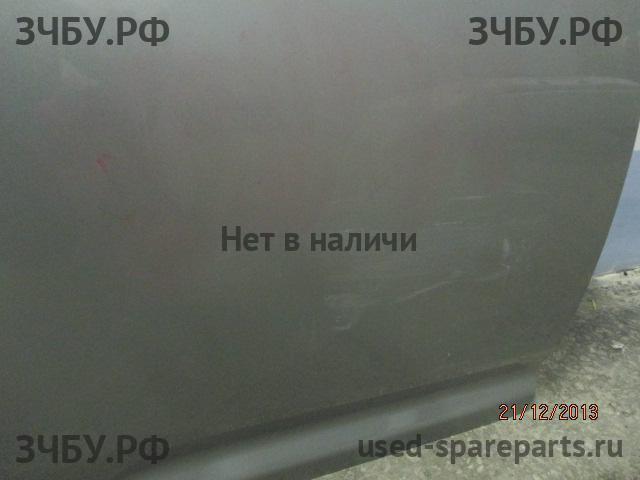 ЗЧБУ.РФ
ЗЧБУ.РФ
Нет в наличи
21/12/2013
ЗЧБУ.РФ
used-spareparts.ru